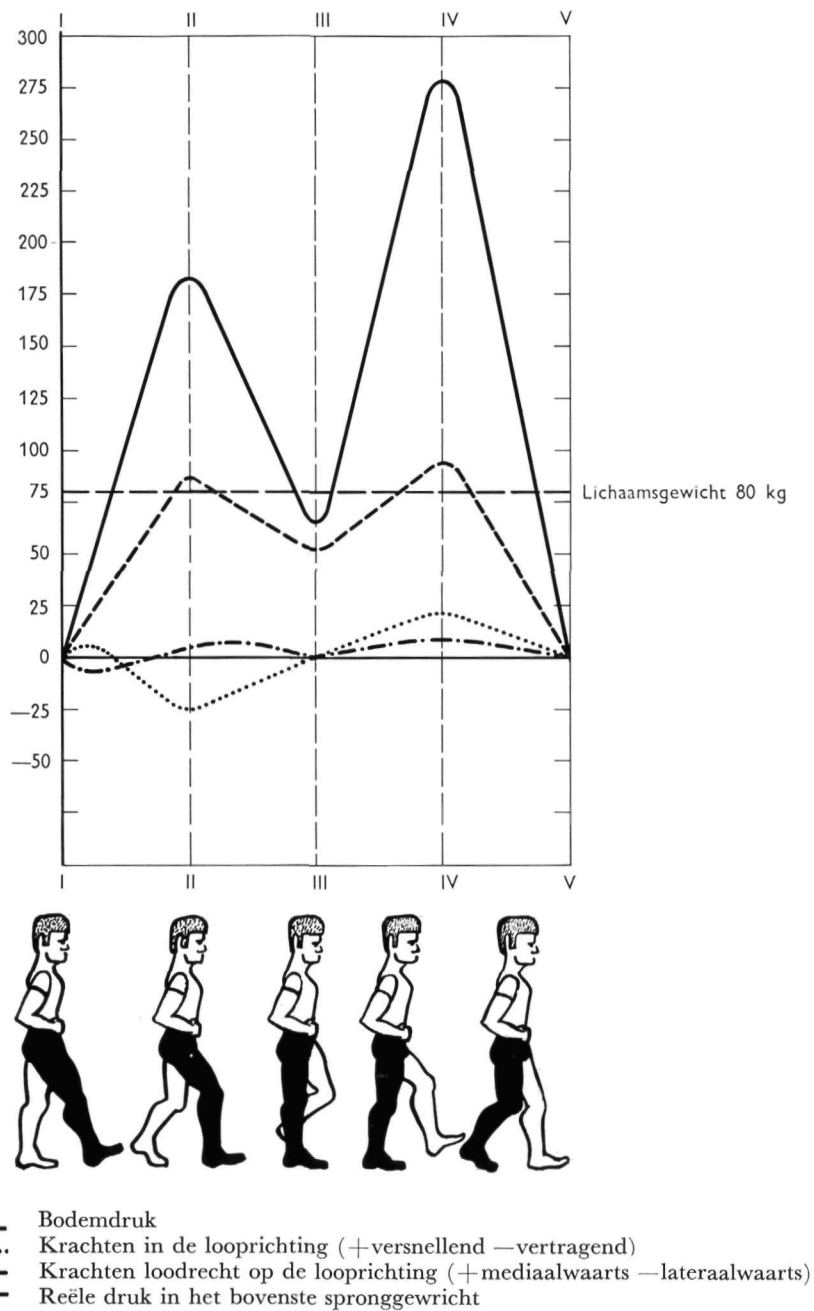 I II III IV V
300
275
250
225
200
175
150
125
100
75 Lichaamsgewicht 80 kg
50
25
0
—25
—50
I II III IV V
Bodemdruk
Krachten in de looprichting (+versnellend —vertragend)
Krachten loodrecht op de looprichting (+mediaalwaarts —lateraalwaarts)
Reële druk in het bovenste spronggewricht